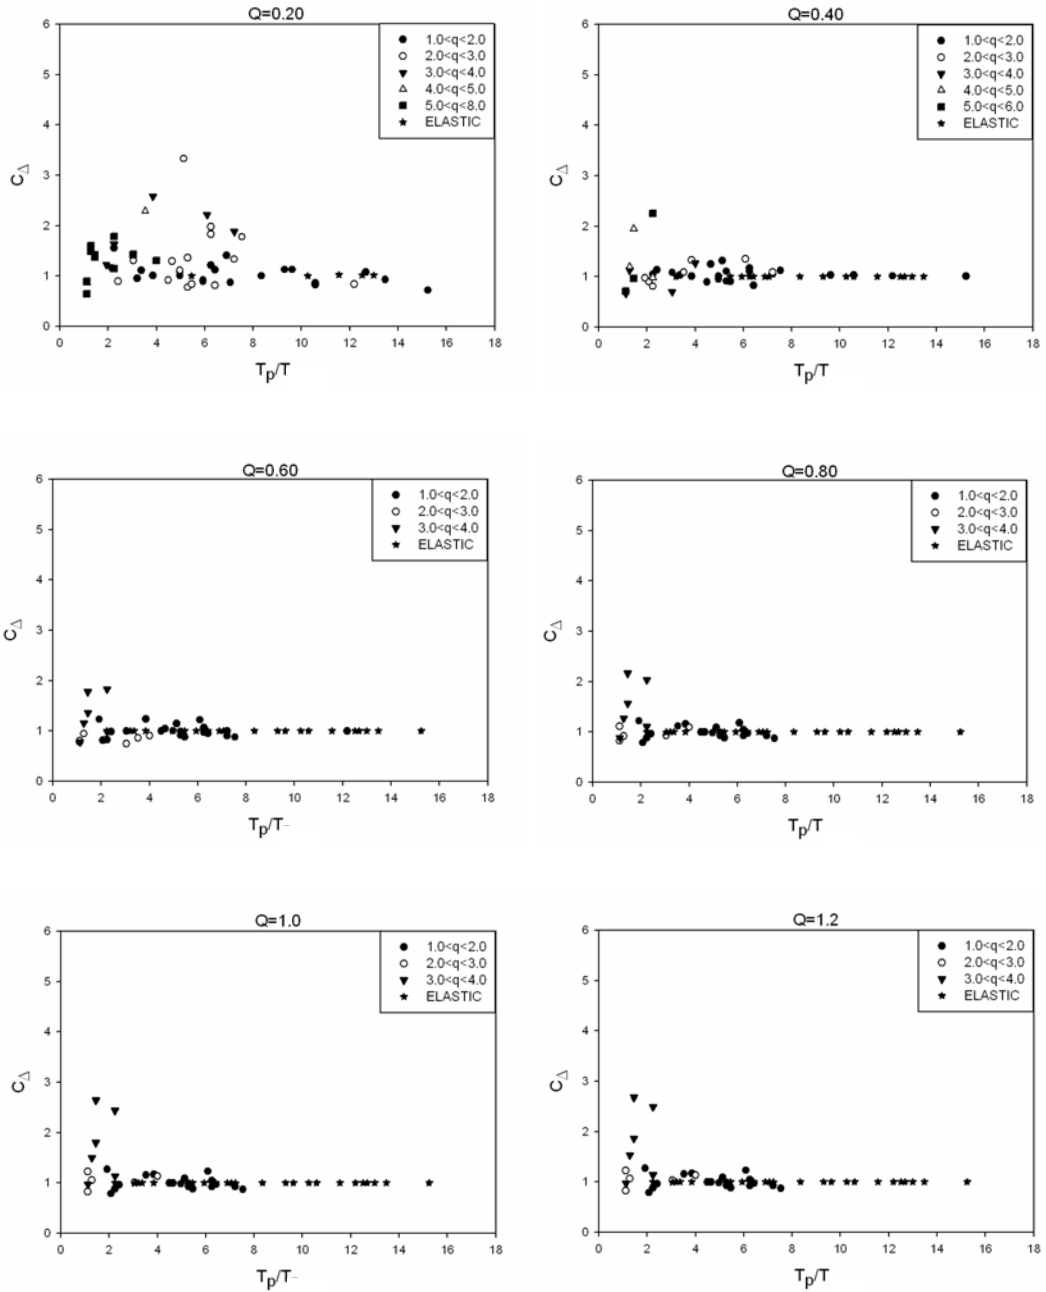 Q=0.20
6
5
4
3
2
1
0
C△
1.0<q<2.0
2.0<q<3.0
3.0<q<4.0
4.0<q<5.0
5.0<q<8.0
ELASTIC
0 2 4 6 8 10 12 14 16 18
Tp/T
Q=0.40
6
5
4
3
2
1
0
C△
1.0<q<2.0
2.0<q<3.0
3.0<q<4.0
4.0<q<5.0
5.0<q<6.0
ELASTIC
0 2 4 6 8 10 12 14 16 18
Tp/T
Q=0.60
6
5
4
3
2
1
0
C△
1.0<q<2.0
2.0<q<3.0
3.0<q<4.0
ELASTIC
0 2 4 6 8 10 12 14 16 18
Tp/T
Q=0.80
6
5
4
3
2
1
0
C△
1.0<q<2.0
2.0<q<3.0
3.0<q<4.0
ELASTIC
0 2 4 6 8 10 12 14 16 18
Tp/T
Q=1.0
6
5
4
3
2
1
0
C△
1.0<q<2.0
2.0<q<3.0
3.0<q<4.0
ELASTIC
0 2 4 6 8 10 12 14 16 18
Tp/T
Q=1.2
6
5
4
3
2
1
0
C△
1.0<q<2.0
2.0<q<3.0
3.0<q<4.0
ELASTIC
0 2 4 6 8 10 12 14 16 18
Tp/T